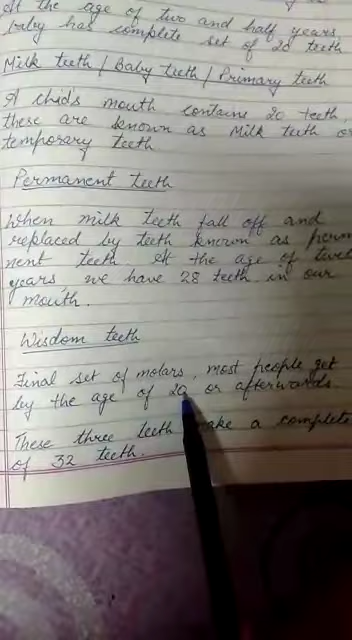 At the age of two and half years,
baby has complete set of 20 teeth
Milk teeth / Baby teeth / Primary teeth
A chids mouth contains 20 teeth,
these are known as Milk teeth or
temporary teeth
Permanent teeth
When milk teeth fall off and
replaced by teeth known as perm
nent teeth. At the age of twel
years, we have 28 teeth in our
mouth.
Wisdom teeth
Final set of molars, most people get
by the age of 20 or afterwards.
These three teeth make a complete
of 32 teeth.